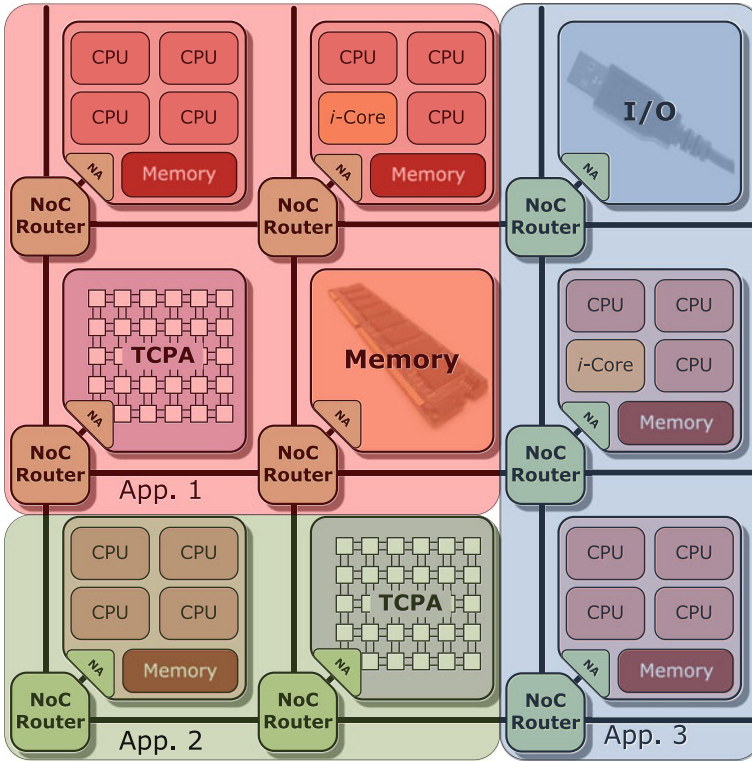 CPU CPU
CPU CPU
NA Memory
NoC
Router
CPU CPU
i-Core CPU
NA Memory
NoC
Router
I/O
NA
NoC
Router
TCPA
NA
NoC
Router
App. 1
Memory
NA
NoC
Router
CPU CPU
i-Core CPU
NA Memory
NoC
Router
CPU CPU
CPU CPU
NA Memory
NoC
Router
App. 2
TCPA
NA
NoC
Router
CPU CPU
CPU CPU
NA Memory
NoC
Router
App. 3